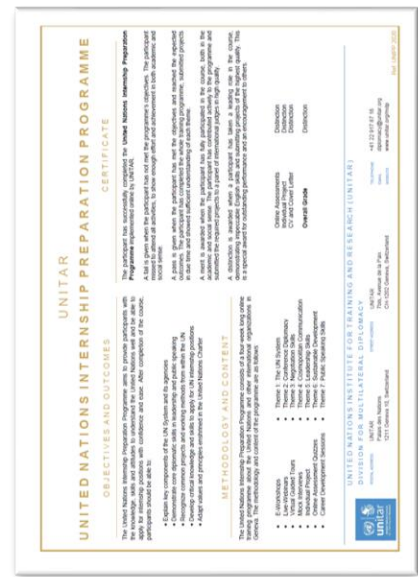 UNITAR
UNITED NATIONS INTERNSHIP PREPARATION PROGRAMME
OBJECTIVES AND OUTCOMES
The United Nations Internship Preparation Programme aims to provide participants with
the knowledge, skills and attitudes to understand the United Nations well and be able to
apply for internship positions with confidence and ease. After completion of the course,
participants should be able to:
• Explain key components of the UN System and its agencies
• Demonstrate core diplomatic skills in leadership and public speaking
• Recognize common projects and working methods from within the UN
• Develop critical knowledge and skills to apply for UN internship positions
• Adapt values and principles enshrined in the United Nations Charter
METHODOLOGY AND CONTENT
The United Nations Internship Preparation Programme consists of a four-week long online
training programme about the United Nations and other international organizations in
Geneva. The methodology and content of the programme are as follows:
• E-Workshops
• Live-Webinars
• Virtual Guided Tours
• Mock Interviews
• Individual Project
• Online Assessment Quizzes
• Career Development Sessions
• Theme 1: The UN System
• Theme 2: Conference Diplomacy
• Theme 3: Negotiation Skills
• Theme 4: Cosmopolitan Communication
• Theme 5: Leadership Skills
• Theme 6: Sustainable Development
• Theme 7: Public Speaking Skills
CERTIFICATE
The participant has successfully completed the United Nations Internship Preparation
Programme implemented online by UNITAR.
A fail is given when the participant has not met the programme's objectives. The participant
failed to attend all activities, to show enough effort and achievement in both academic and
social sense.
A pass is given when the participant has met the objectives and reached the expected
outcomes. The participant has completed the whole training programme, submitted projects
in due time and showed sufficient understanding of each theme.
A merit is awarded when the participant has fully participated in the course, both in the
academic and social sense. The participant has contributed actively to the programme and
submitted the required projects to a panel of international judges in high quality.
A distinction is awarded when a participant has taken a leading role in the course,
demonstrating impeccable English skills and submitting projects of the highest quality. This
is a special award for outstanding performance and an encouragement to others.
Online Assessments Distinction
Individual Project Distinction
CV and Cover Letter Distinction
Overall Grade Distinction
UNITED NATIONS INSTITUTE FOR TRAINING AND RESEARCH (UNITAR)
DIVISION FOR MULTILATERAL DIPLOMACY
unitar
UNITAR
Palais des Nations
1211 Geneva 10, Switzerland
STREET ADDRESS
UNITAR
7bis, Avenue de la Paix
CH-1202 Geneva, Switzerland
TELEPHONE +41 22 917 87 16
EMAIL diplomacy@unitar.org
WEBSITE www.unitar.org/mdp